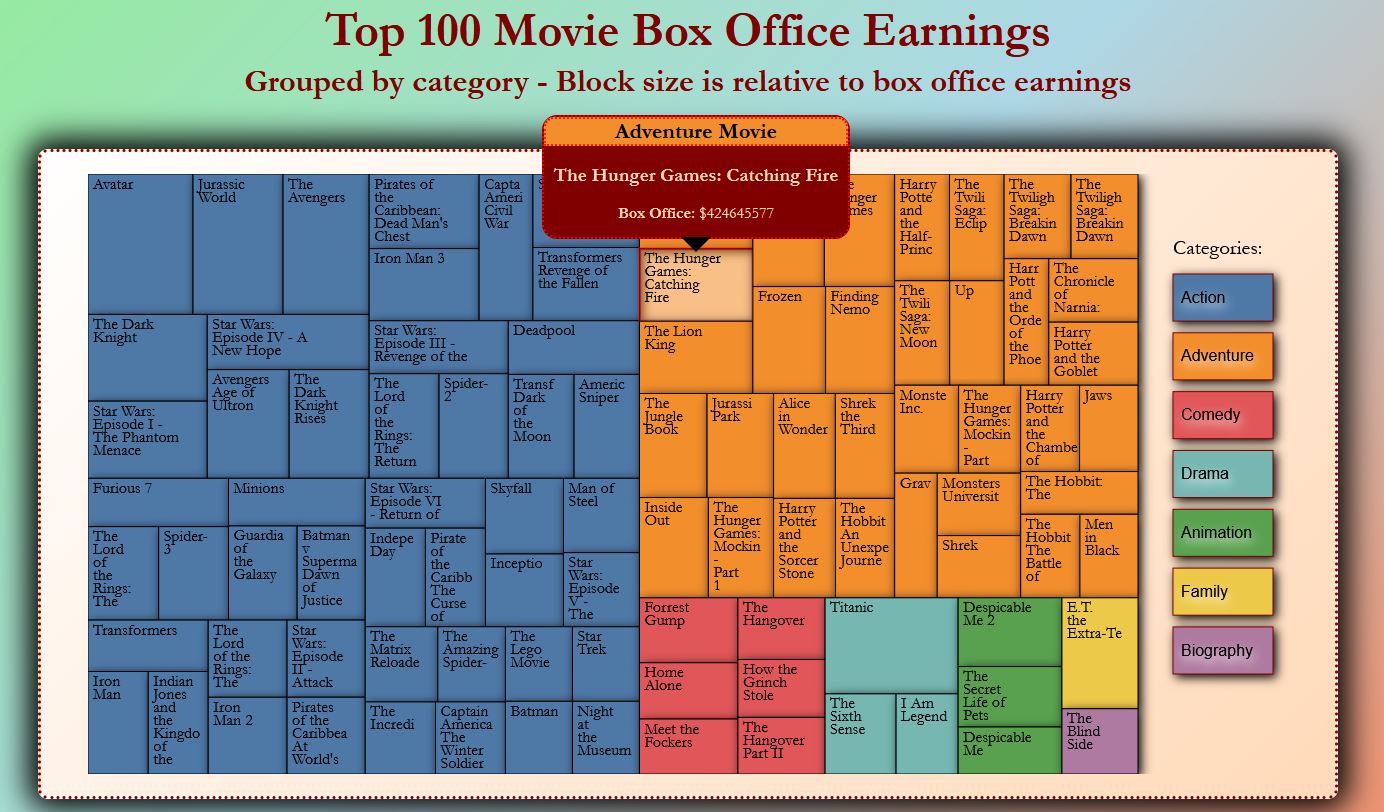 Top 100 Movie Box Office Earnings
Grouped by category - Block size is relative to box office earnings
Adventure Movie
The Hunger Games: Catching Fire
Box Office: $424645577
Avatar
Jurassic
World
The
Avengers
Pirates of
the
Caribbean:
Dead Man's
Chest
Capta
Ameri
Civil
War
Iron Man 3
Transformers
Revenge of
the Fallen
The Dark
Knight
Star Wars:
Episode IV - A
New Hope
Star Wars:
Episode III -
Revenge of the
Deadpool
Avengers
Age of
Ultron
The
Dark
Knight
Rises
The
Lord
of
the
Rings:
The
Return
Spider-
2
Transf
Dark
of
the
Moon
Americ
Sniper
Star Wars:
Episode I -
The Phantom
Menace
Furious 7
Minions
Star Wars:
Episode VI
- Return of
Skyfall
Man of
Steel
The
Lord
of
the
Rings:
The
Spider-
3
Guardia
of
the
Galaxy
Batman
v
Superma
Dawn
of
Justice
Indepe
Day
Pirate
of
the
Caribb
The
Curse
of
Inceptio
Star
Wars:
Episode
V -
The
Transformers
The
Lord
of the
Rings:
The
Star
Wars:
Episode
II -
Attack
The
Matrix
Reloade
The
Amazing
Spider-
The
Lego
Movie
Star
Trek
Iron
Man
Indian
Jones
and
the
Kingdo
of
the
Iron
Man 2
Pirates
of the
Caribbea
At
World's
The
Incredi
Captain
America
The
Winter
Soldier
Batman
Night
at
the
Museum
The Hunger
Games:
Catching
Fire
The Lion
King
Frozen
Finding
Nemo
Harry
Potte
and
the
Half-
Princ
The
Twili
Saga:
Eclip
The
Twiligh
Saga:
Breakin
Dawn
The
Twiligh
Saga:
Breakin
Dawn
The
Twili
Saga:
New
Moon
Up
Harr
Pott
and
the
Orde
of
the
Phoe
The
Chronicle
of
Narnia:
Harry
Potter
and the
Goblet
The
Jungle
Book
Jurassi
Park
Alice
in
Wonder
Shrek
the
Third
Monste
Inc.
The
Hunger
Games:
Mockin
-
Part
Harry
Potter
and
the
Chambe
of
Jaws
Inside
Out
The
Hunger
Games:
Mockin
-
Part
1
Harry
Potter
and
the
Sorcer
Stone
The
Hobbit
An
Unexpe
Journe
Grav
Monsters
Universit
Shrek
The Hobbit:
The
The
Hobbit
The
Battle
of
Men
in
Black
Forrest
Gump
The
Hangover
Home
Alone
How the
Grinch
Stole
Meet the
Fockers
The
Hangover
Part II
Titanic
The
Sixth
Sense
I Am
Legend
Despicable
Me 2
The
Secret
Life of
Pets
Despicable
Me
E.T.
the
Extra-Te
The
Blind
Side
Categories:
Action
Adventure
Comedy
Drama
Animation
Family
Biography